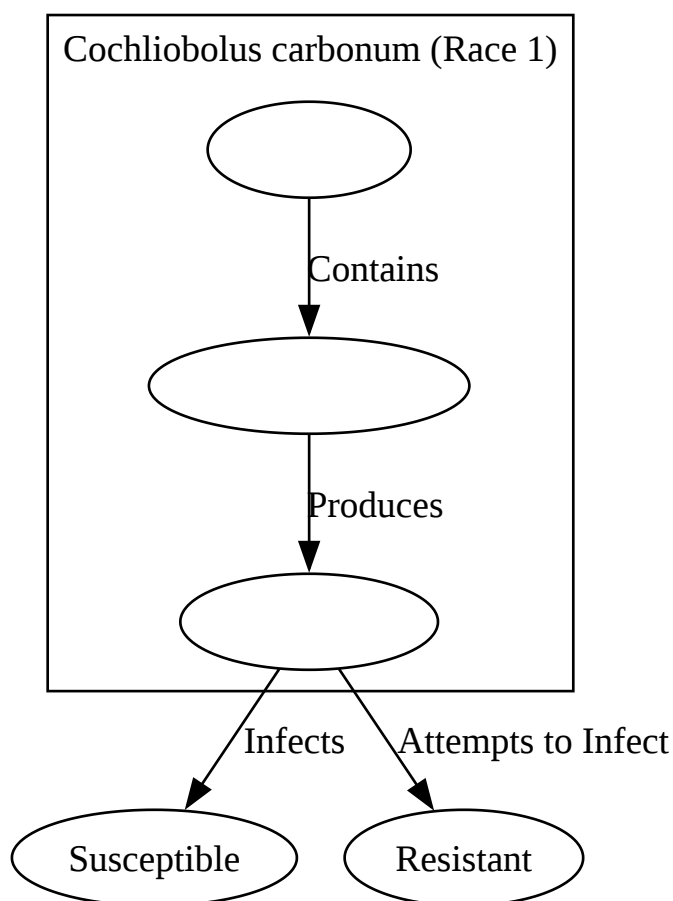 Cochliobolus carbonum (Race 1)
Contains
Produces
Infects
Attempts to Infect
Susceptible
Resistant